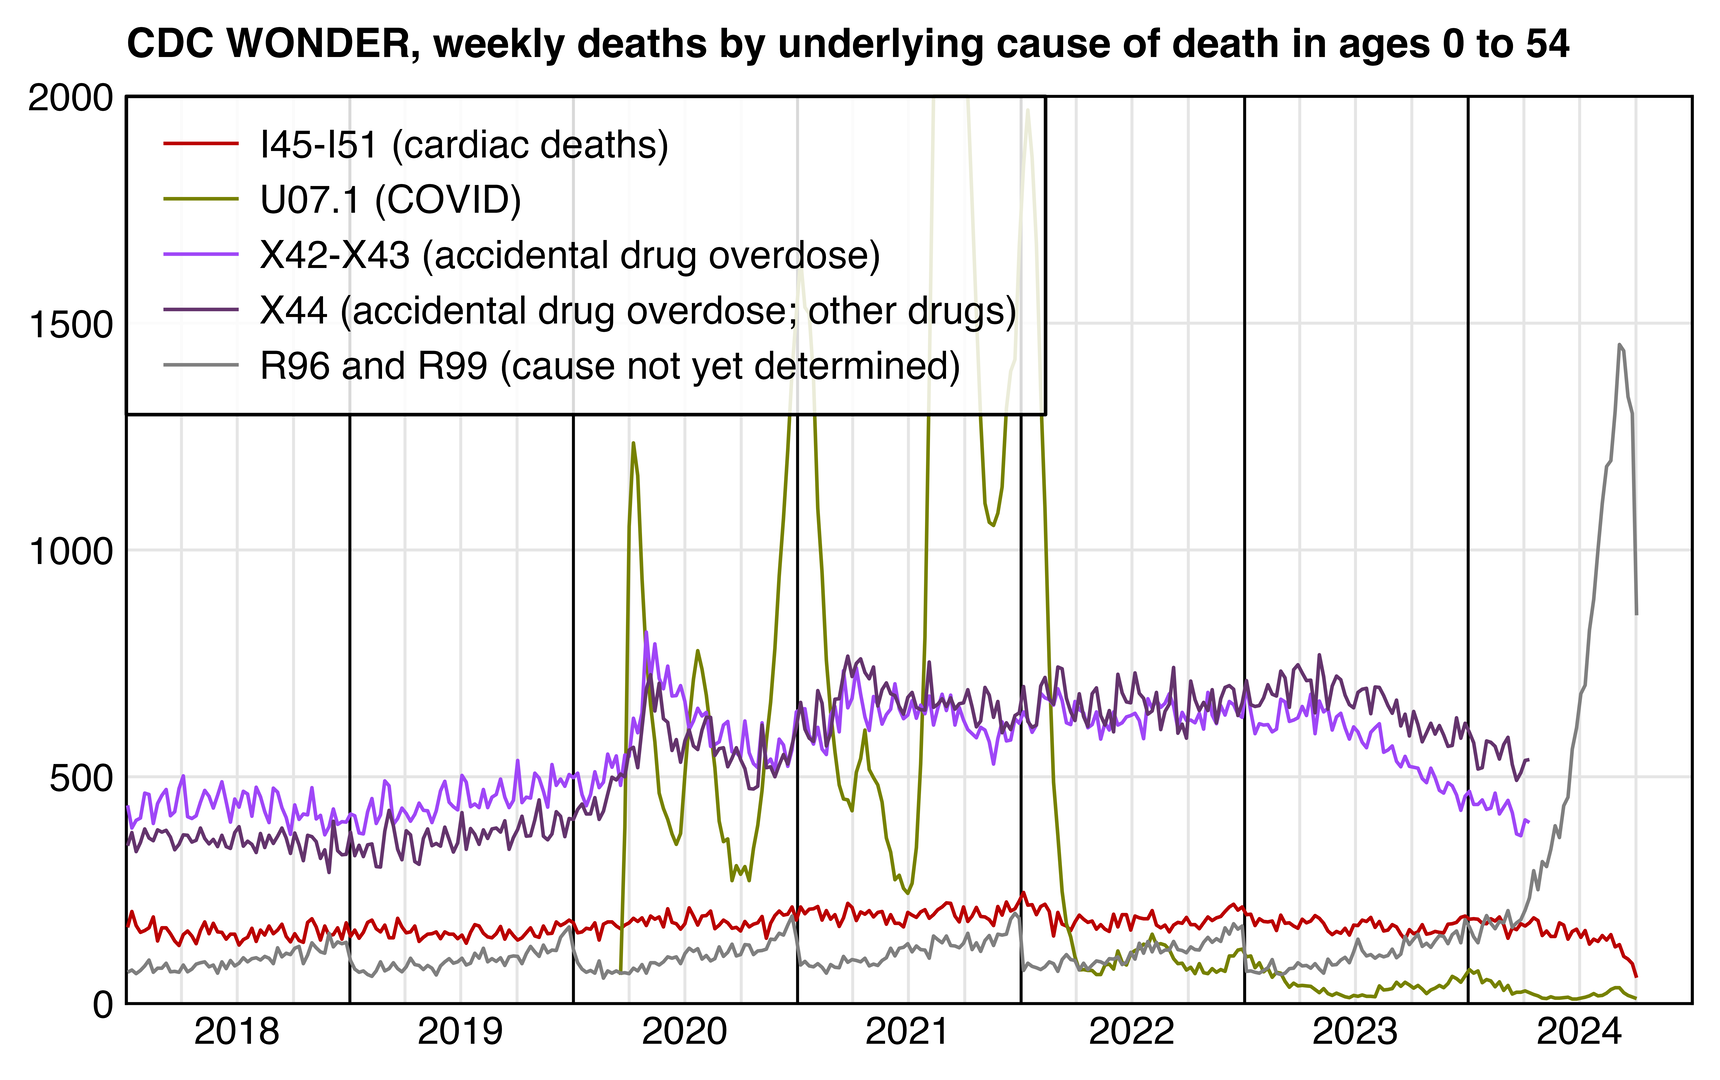 CDC WONDER, weekly deaths by underlying cause of death in ages 0 to 54
2000
I45-I51 (cardiac deaths)
U07.1 (COVID)
X42-X43 (accidental drug overdose)
X44 (accidental drug overdose; other drugs)
R96 and R99 (cause not yet determined)
1500
1000
500
0
2018 2019 2020 2021 2022 2023 2024